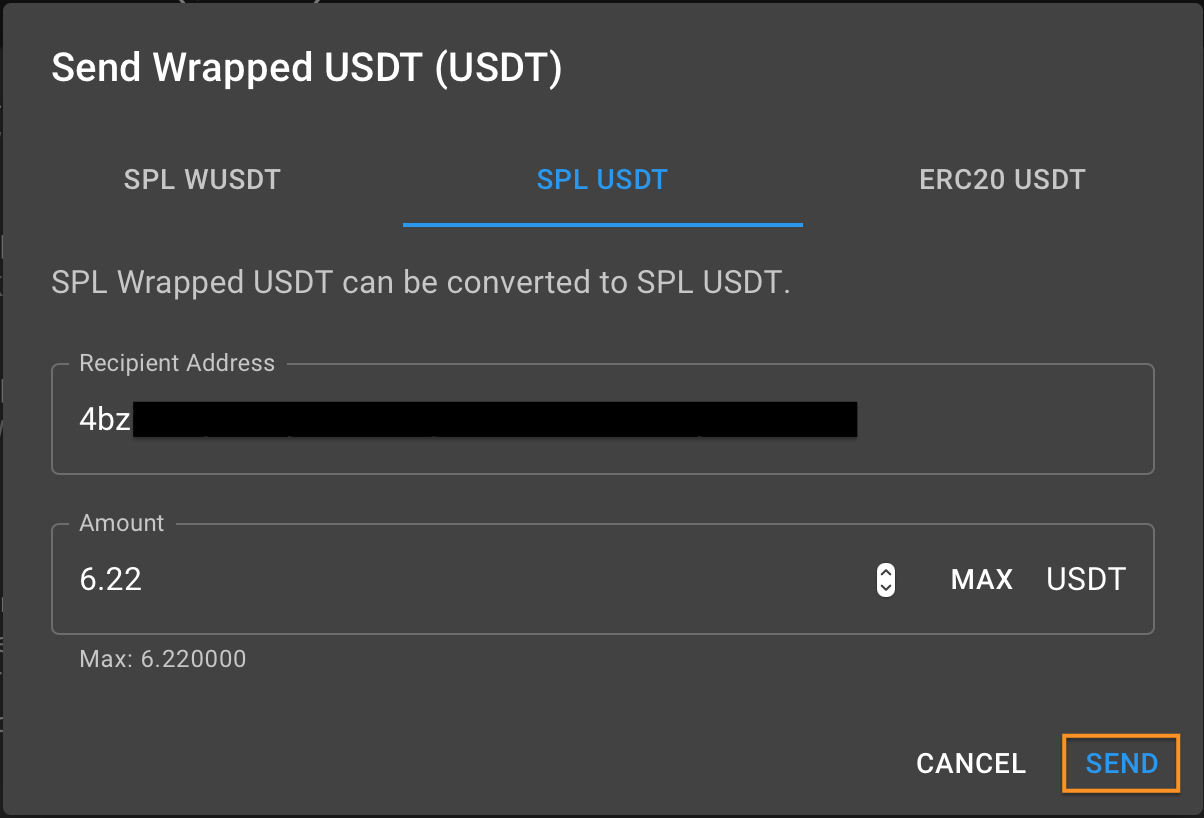 Send Wrapped USDT (USDT)
SPL WUSDT
SPL USDT
ERC20 USDT
SPL Wrapped USDT can be converted to SPL USDT.
Recipient Address
4bz
Amount
6.22
MAX
USDT
Max: 6.220000
CANCEL
SEND